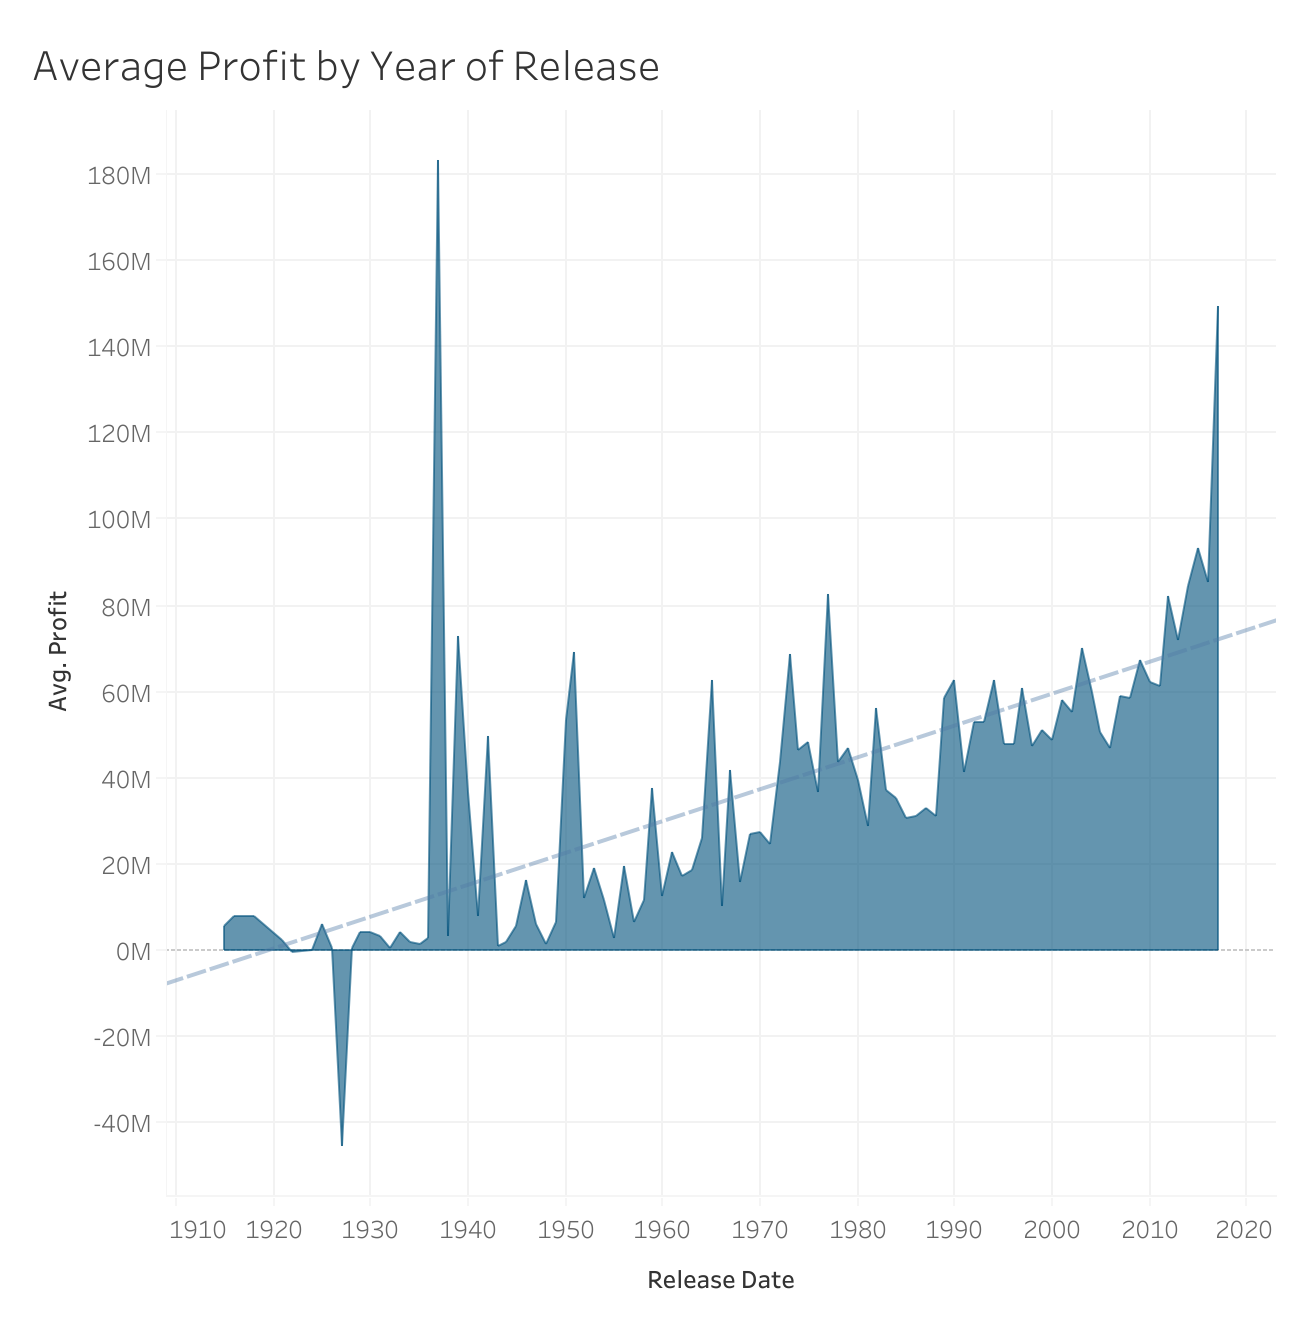 Average Profit by Year of Release
180M
160M
140M
120M
100M
80M
60M
40M
20M
0M
-20M
-40M
Avg. Profit
1910 1920 1930 1940 1950 1960 1970 1980 1990 2000 2010 2020
Release Date